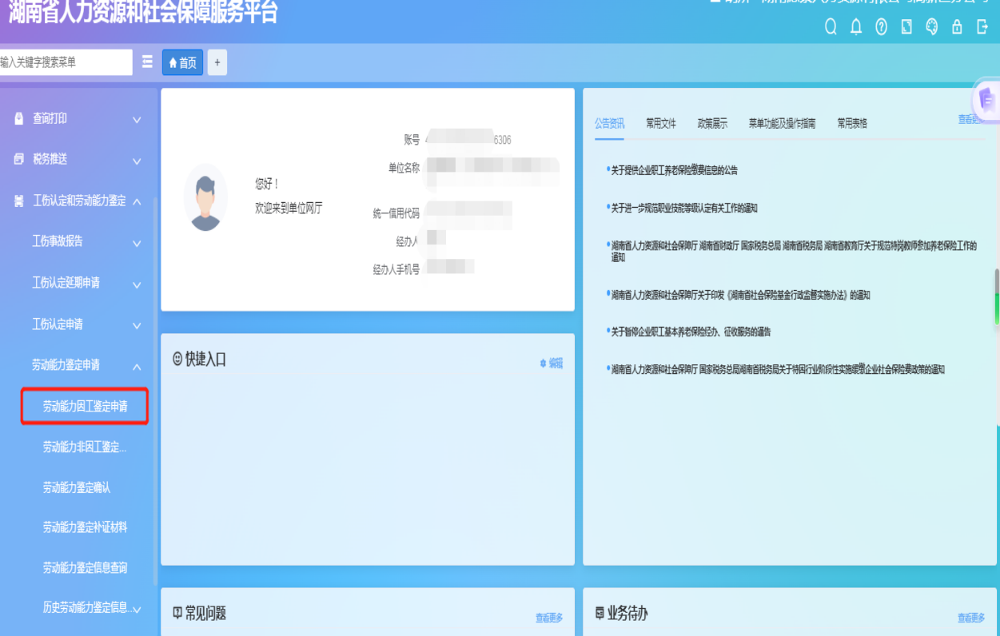 湖南省人力资源和社会保障服务平台
输入关键字搜索菜单
首页
+
查询打印
税务推送
工伤认定和劳动能力鉴定
工伤事故报告
工伤认定延期申请
工伤认定申请
劳动能力鉴定申请
劳动能力因工鉴定申请
劳动能力非因工鉴定...
劳动能力鉴定确认
劳动能力鉴定补证材料
劳动能力鉴定信息查询
历史劳动能力鉴定信息...
您好！
欢迎来到单位网厅
账号 4 6306
单位名称
统一信用代码
经办人
经办人手机号
快捷入口
编辑
公告资讯 常用文件 政策展示 菜单功能及操作指南 常用表格
查看更
关于提供企业职工养老保险缴费信息的公告
关于进一步规范职业技能等级认定有关工作的通知
湖南省人力资源和社会保障厅 湖南省财政厅 国家税务总局 湖南省税务局 湖南省教育厅关于规范特岗教师参加养老保险工作的
通知
湖南省人力资源和社会保障厅关于印发《湖南省社会保险基金行政监督实施办法》的通知
关于暂停企业职工基本养老保险经办、征收服务的通告
湖南省人力资源和社会保障厅 国家税务总局湖南省税务局关于特困行业阶段性实施缓缴企业社会保险费政策的通知
常见问题
查看更多
业务待办
查看更多